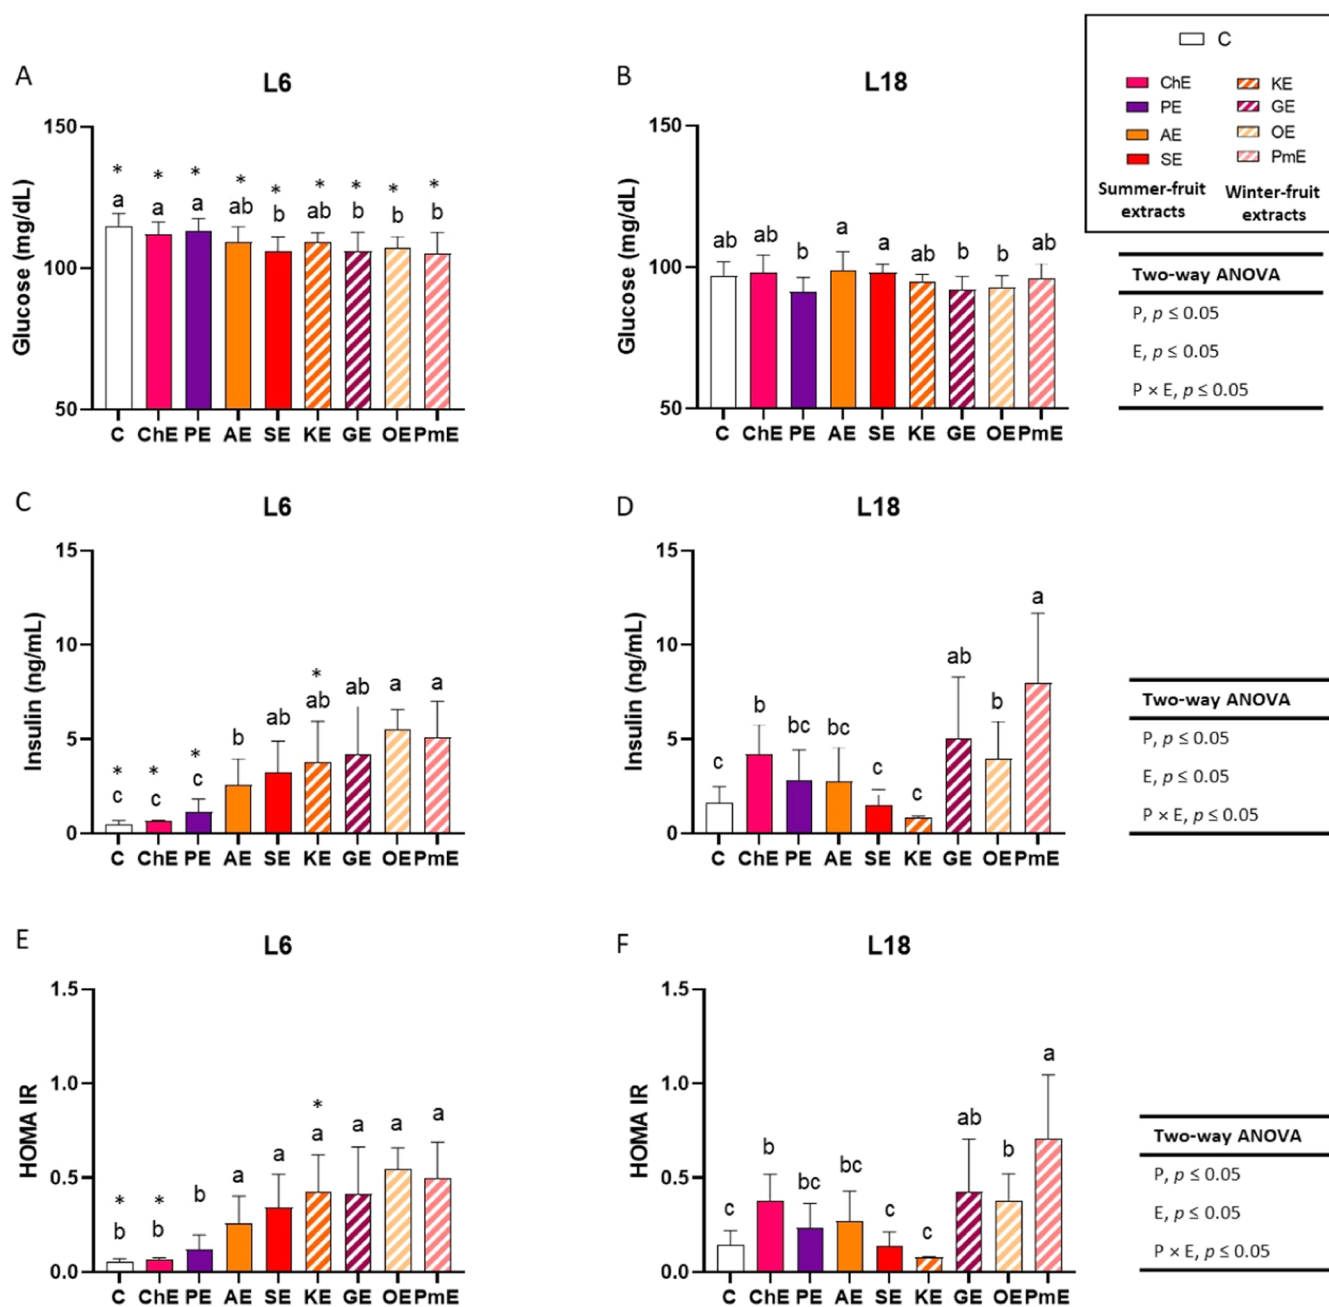 C
ChE
PE
AE
SE
KE
GE
OE
PmE
Summer-fruit
extracts
Winter-fruit
extracts
A
L6
Glucose (mg/dL)
150
100
50
* * * * * * * * *
a a a ab b ab b b b
C ChE PE AE SE KE GE OE PmE
B
L18
Glucose (mg/dL)
150
100
50
ab ab b a a ab b b ab
C ChE PE AE SE KE GE OE PmE
Two-way ANOVA
P, p ≤ 0.05
E, p ≤ 0.05
P × E, p ≤ 0.05
C
L6
Insulin (ng/mL)
15
10
5
0
* * * *
c c c b ab ab ab a a
C ChE PE AE SE KE GE OE PmE
D
L18
Insulin (ng/mL)
15
10
5
0
c b bc bc c c ab b a
C ChE PE AE SE KE GE OE PmE
Two-way ANOVA
P, p ≤ 0.05
E, p ≤ 0.05
P × E, p ≤ 0.05
E
L6
HOMA IR
1.5
1.0
0.5
0.0
* * *
b b b a a a a a a
C ChE PE AE SE KE GE OE PmE
F
L18
HOMA IR
1.5
1.0
0.5
0.0
c b bc bc c c ab b a
C ChE PE AE SE KE GE OE PmE
Two-way ANOVA
P, p ≤ 0.05
E, p ≤ 0.05
P × E, p ≤ 0.05